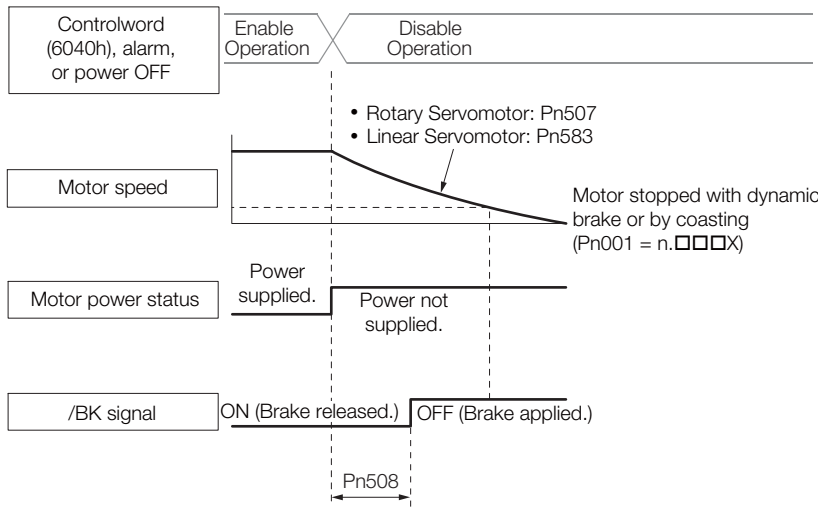 Controlword
(6040h), alarm,
or power OFF
Enable
Operation
Disable
Operation
• Rotary Servomotor: Pn507
• Linear Servomotor: Pn583
Motor speed
Motor stopped with dynamic
brake or by coasting
(Pn001 = n.□□□X)
Motor power status
Power
supplied.
Power not
supplied.
/BK signal
ON (Brake released.)
OFF (Brake applied.)
Pn508